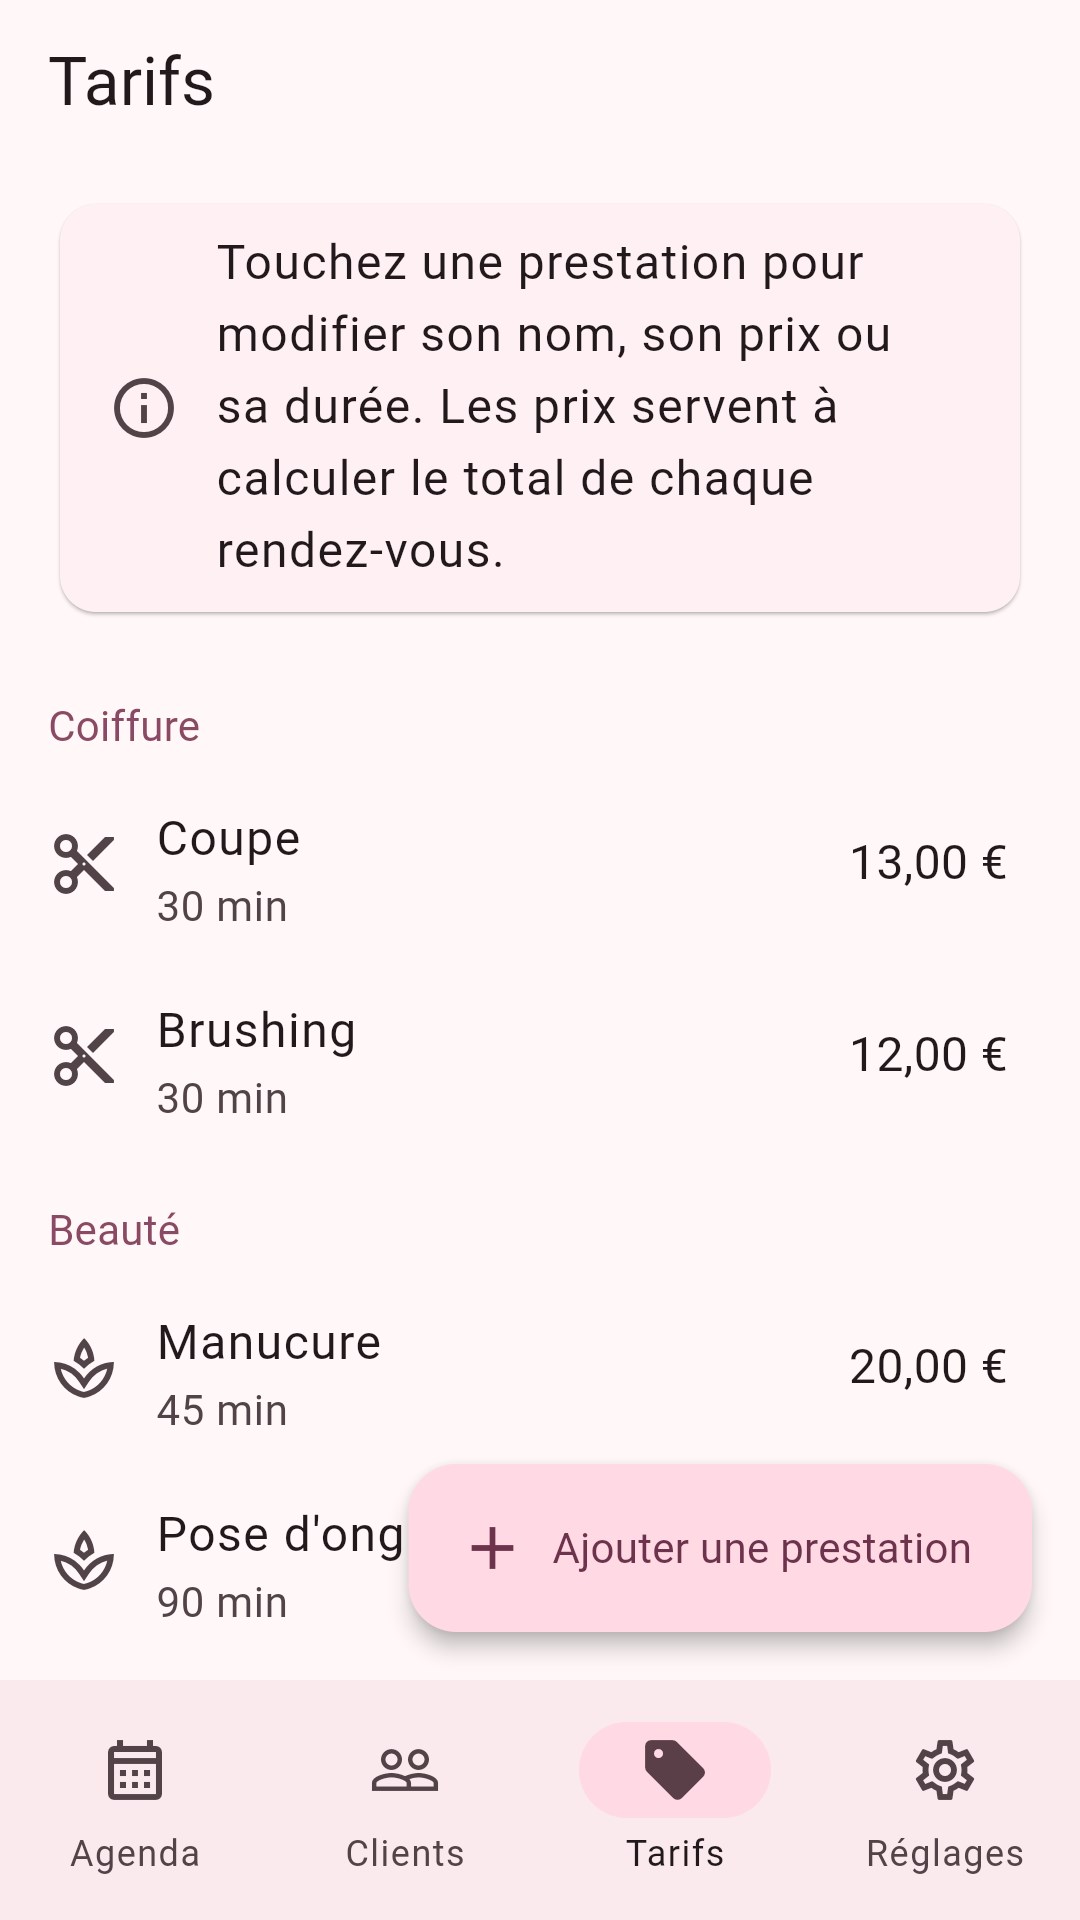 Tarifs
Touchez une prestation pour
modifier son nom, son prix ou
sa durée. Les prix servent à
calculer le total de chaque
rendez-vous.
Coiffure
Coupe
30 min
13,00 €
Brushing
30 min
12,00 €
Beauté
Manucure
45 min
20,00 €
Pose d'ong
90 min
Ajouter une prestation
Agenda
Clients
Tarifs
Réglages